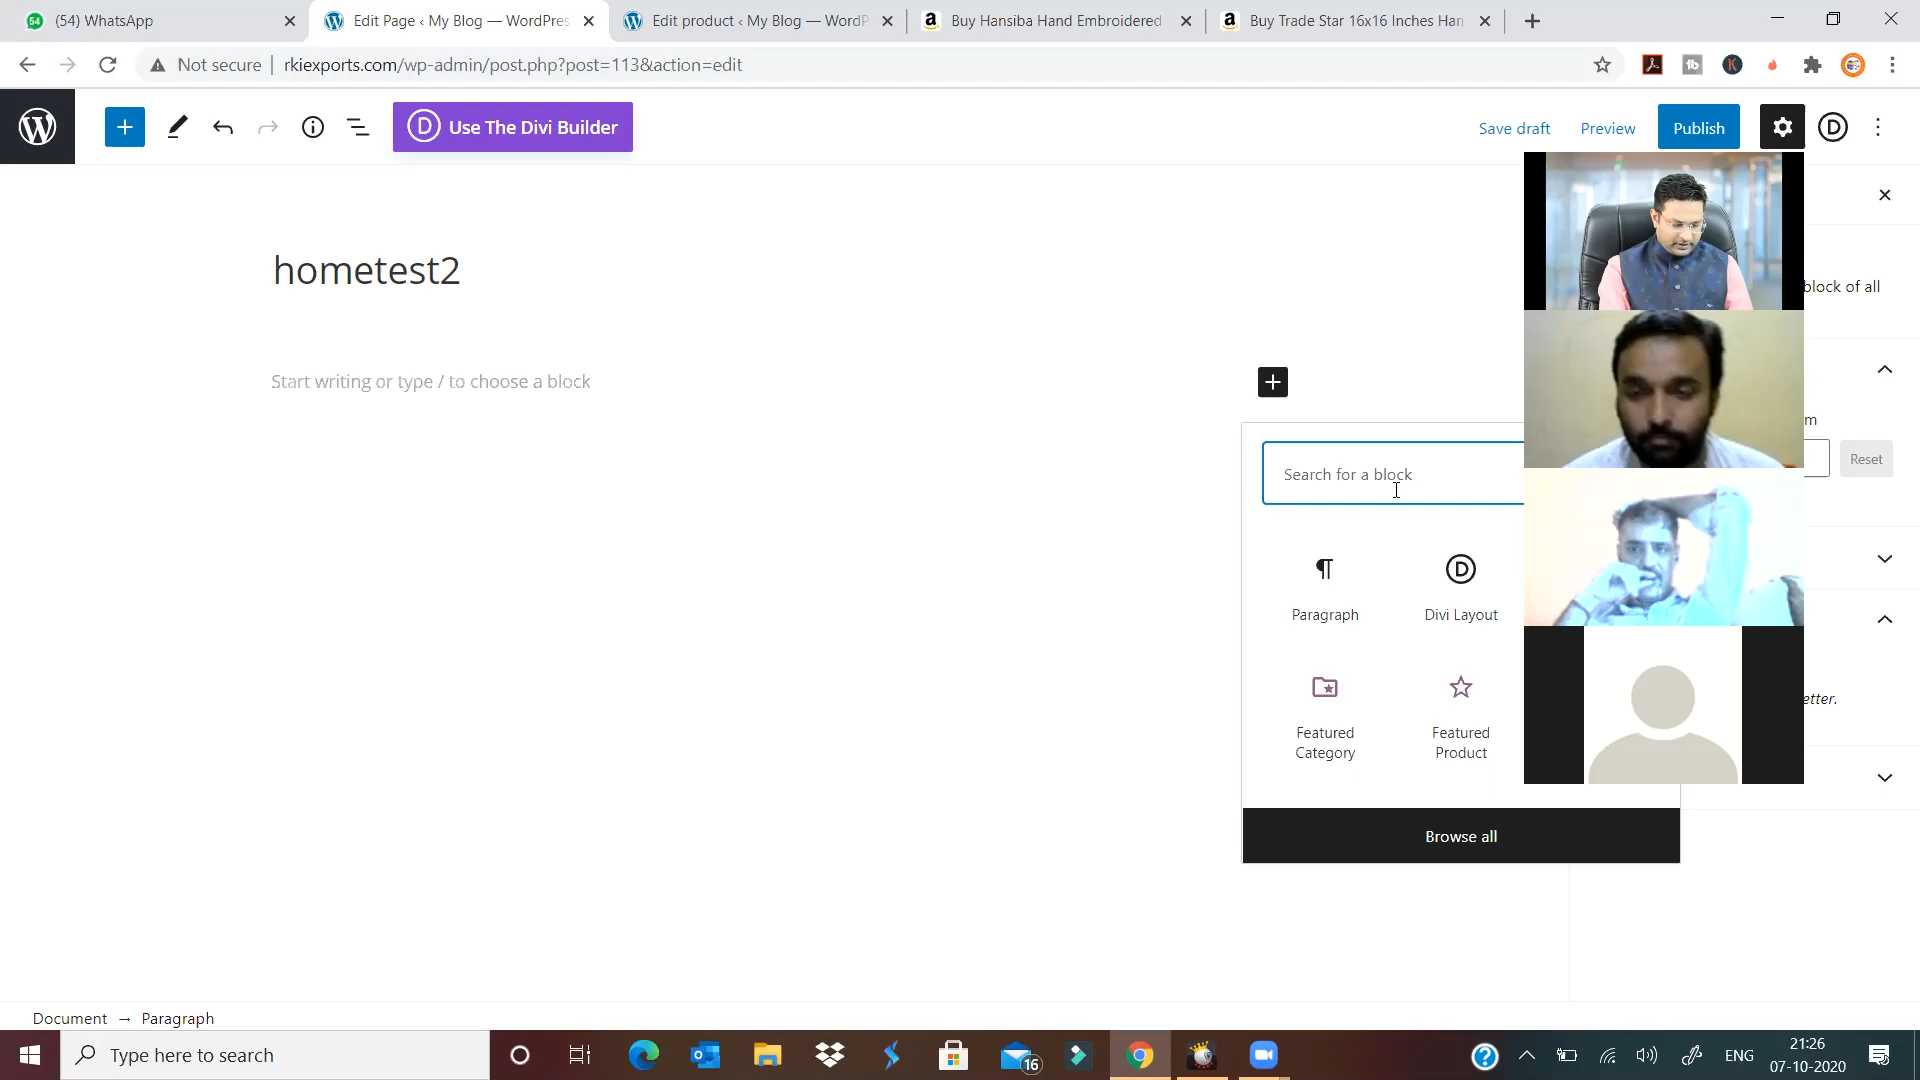 54
(54) WhatsApp
Edit Page ‹ My Blog — WordPres
Edit product ‹ My Blog — WordP
Buy Hansiba Hand Embroidered
Buy Trade Star 16x16 Inches Han
Not secure
rkiexports.com/wp-admin/post.php?post=113&action=edit
Use The Divi Builder
Save draft
Preview
Publish
hometest2
block of all
Start writing or type / to choose a block
m
Reset
Search for a block
Paragraph
Divi Layout
Featured
Category
Featured
Product
etter.
Browse all
Document → Paragraph
Type here to search
16
ENG
21:26
07-10-2020